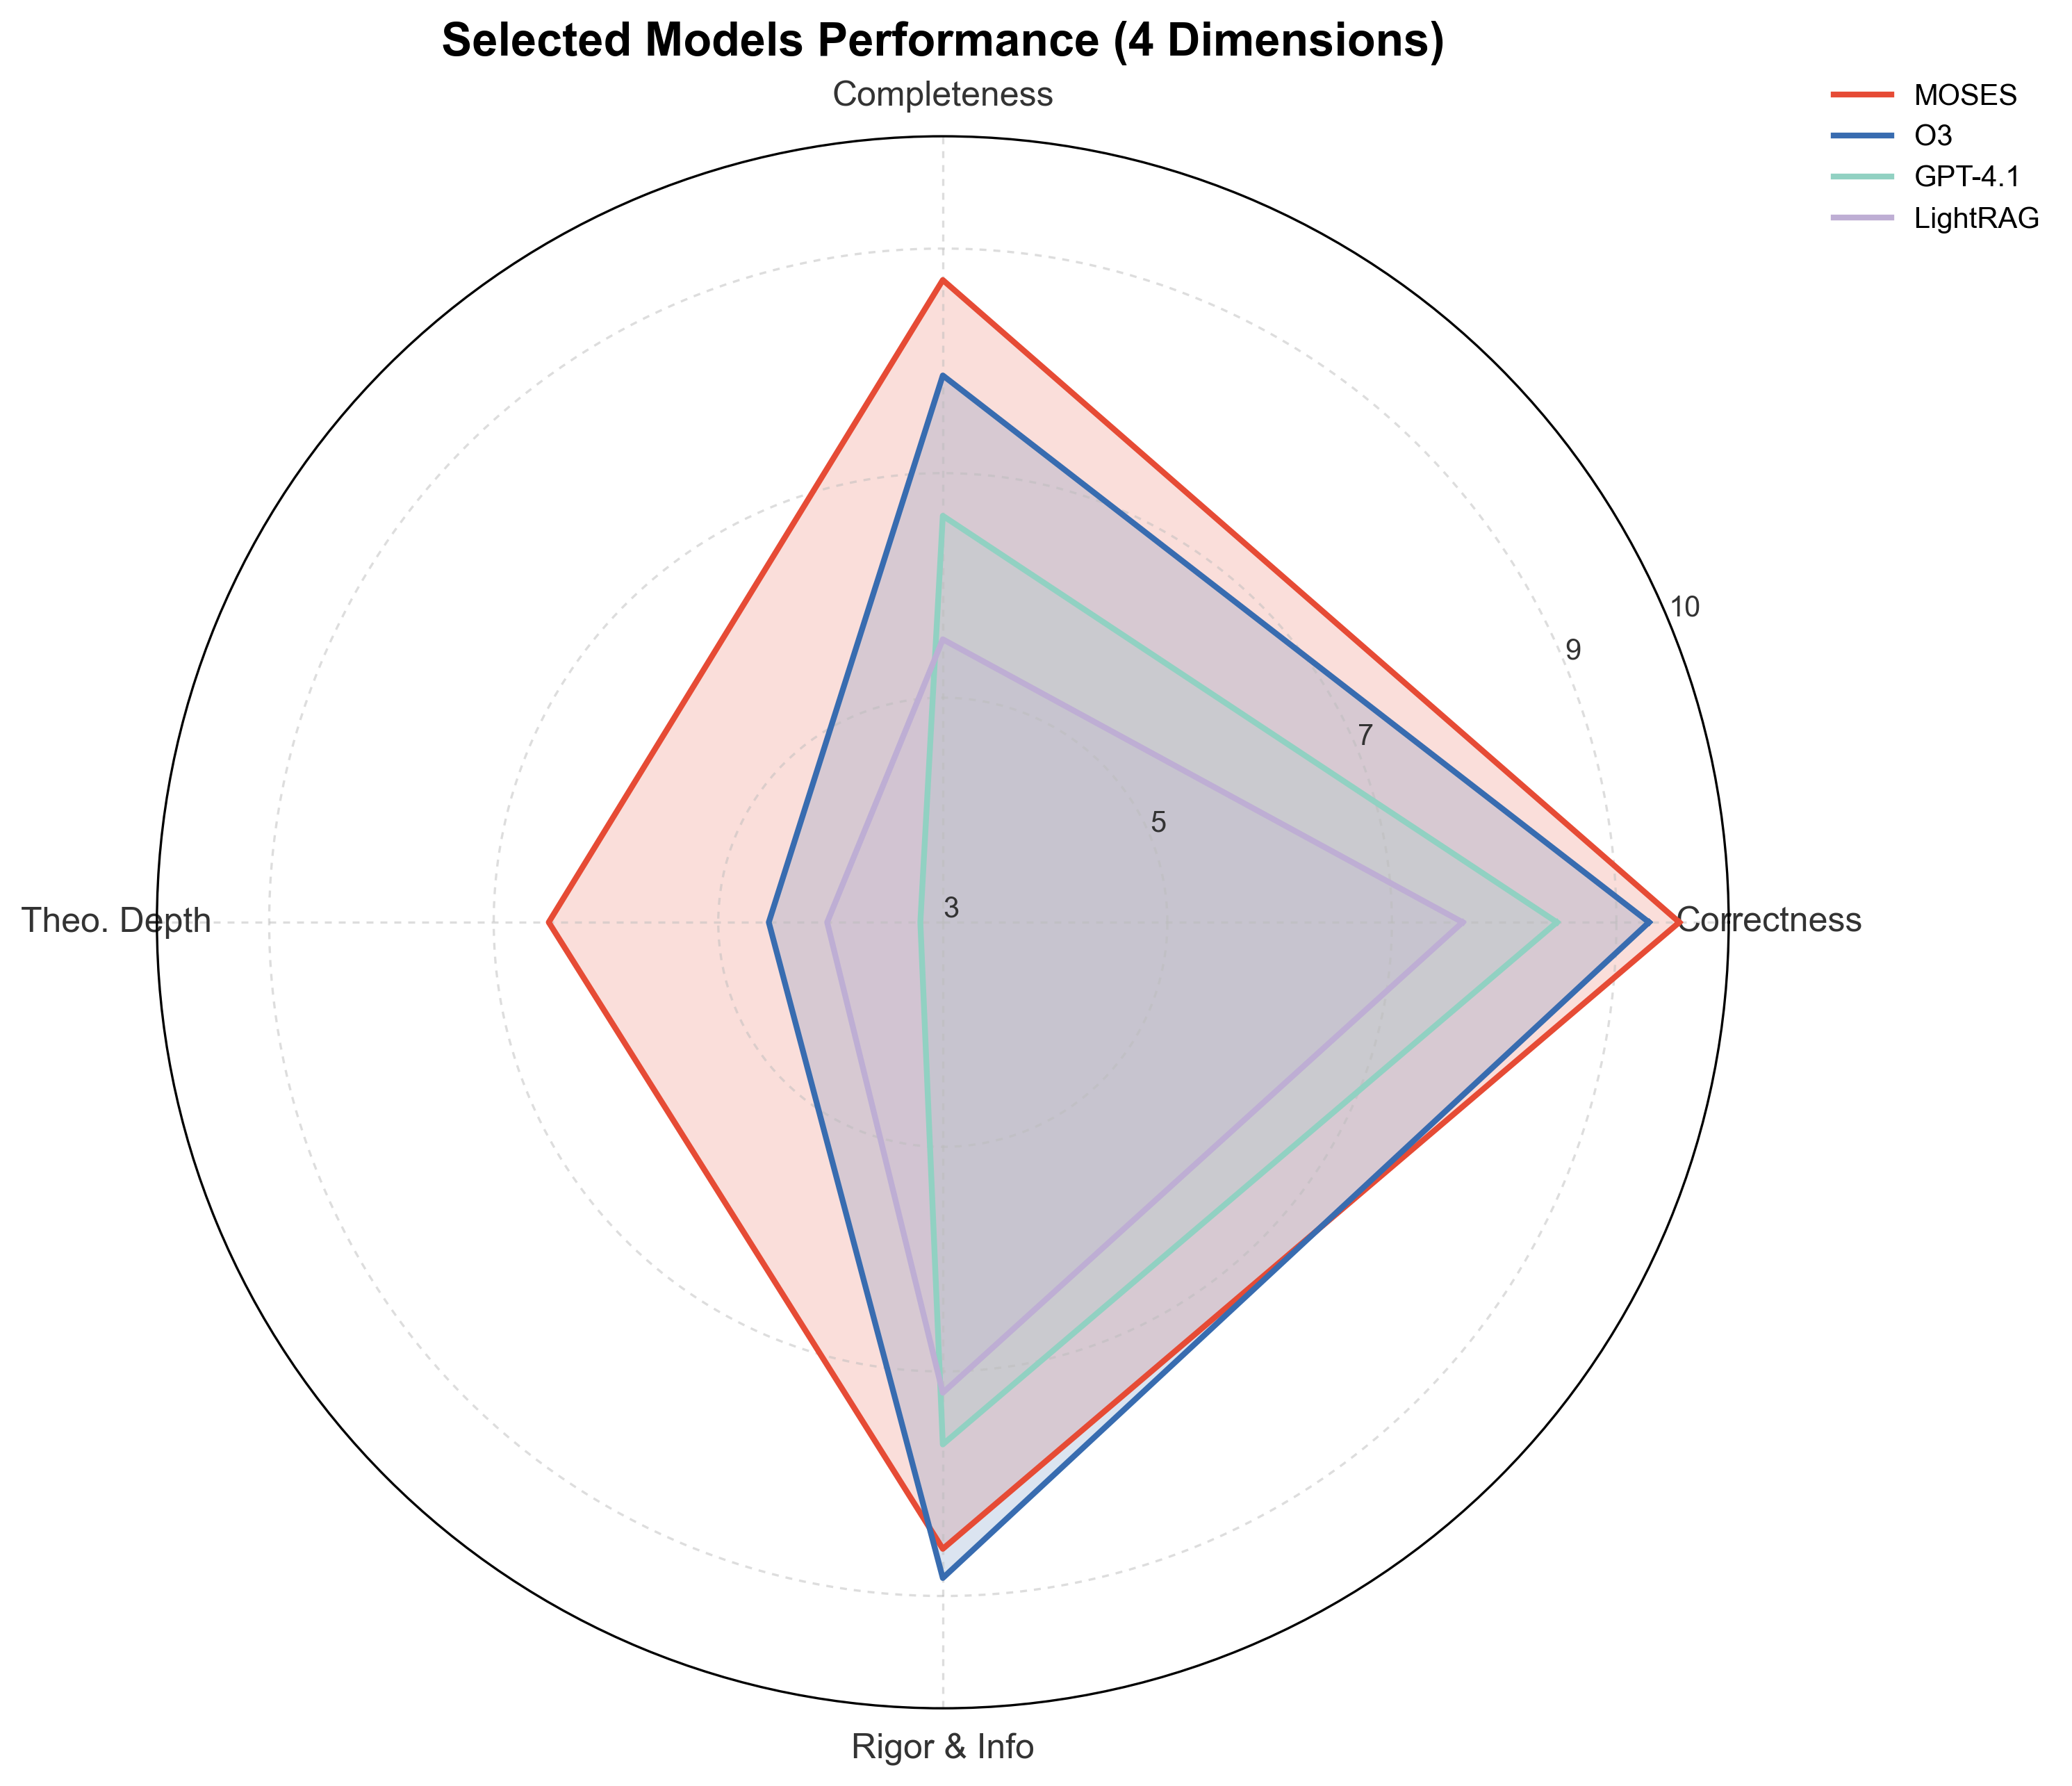 Selected Models Performance (4 Dimensions)
Completeness
MOSES
O3
GPT-4.1
LightRAG
10
9
7
5
3
Theo. Depth
Correctness
Rigor & Info